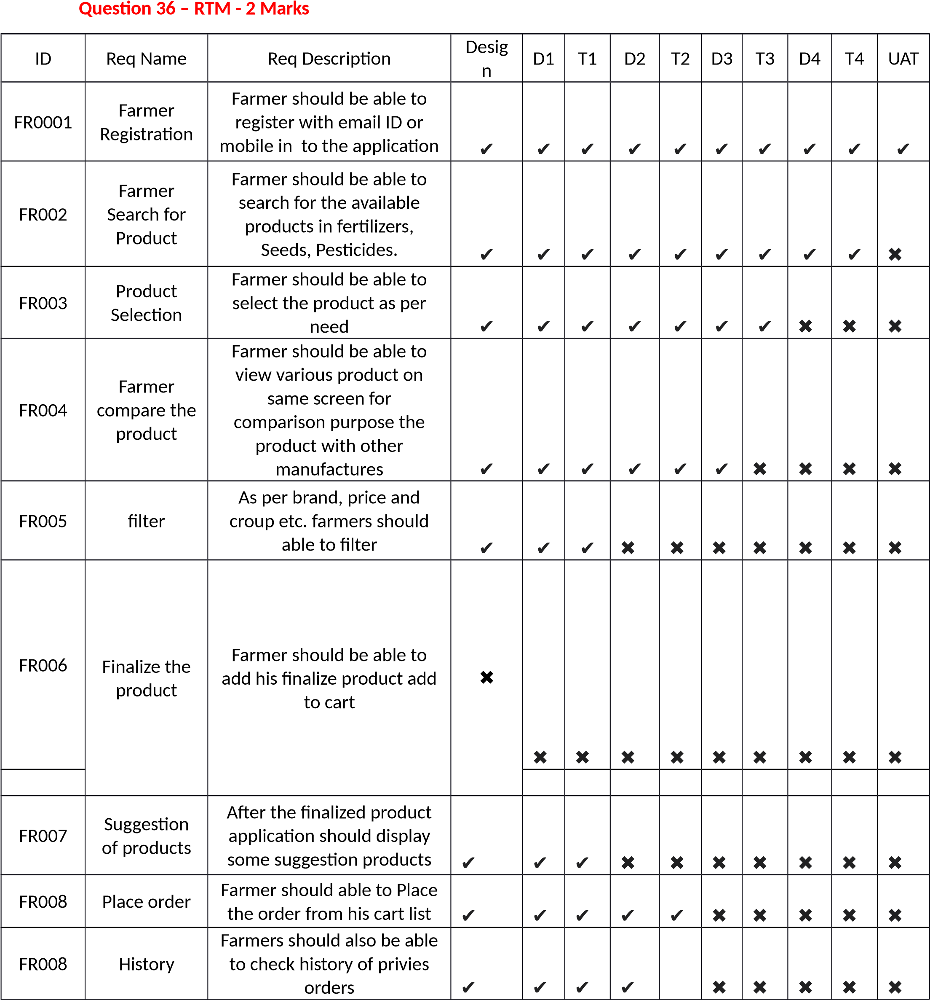 Question 36 – RTM - 2 Marks
ID Req Name Req Description Desig
n D1 T1 D2 T2 D3 T3 D4 T4 UAT
FR0001
Farmer
Registration
Farmer should be able to
register with email ID or
mobile in  to the application
✔ ✔ ✔ ✔ ✔ ✔ ✔ ✔ ✔ ✔
FR002
Farmer
Search for
Product
Farmer should be able to
search for the available
products in fertilizers,
Seeds, Pesticides.
✔ ✔ ✔ ✔ ✔ ✔ ✔ ✔ ✔ ✖
FR003
Product
Selection
Farmer should be able to
select the product as per
need
✔ ✔ ✔ ✔ ✔ ✔ ✔ ✖ ✖ ✖
FR004
Farmer
compare the
product
Farmer should be able to
view various product on
same screen for
comparison purpose the
product with other
manufactures
✔ ✔ ✔ ✔ ✔ ✔ ✖ ✖ ✖ ✖
FR005
filter
As per brand, price and
croup etc. farmers should
able to filter
✔ ✔ ✔ ✖ ✖ ✖ ✖ ✖ ✖ ✖
FR006
Finalize the
product
Farmer should be able to
add his finalize product add
to cart
✖
✖ ✖ ✖ ✖ ✖ ✖ ✖ ✖ ✖
FR007
Suggestion
of products
After the finalized product
application should display
some suggestion products
✔ ✔ ✔ ✖ ✖ ✖ ✖ ✖ ✖ ✖
FR008
Place order
Farmer should able to Place
the order from his cart list
✔ ✔ ✔ ✔ ✔ ✖ ✖ ✖ ✖ ✖
FR008
History
Farmers should also be able
to check history of privies
orders
✔ ✔ ✔ ✔ ✖ ✖ ✖ ✖ ✖